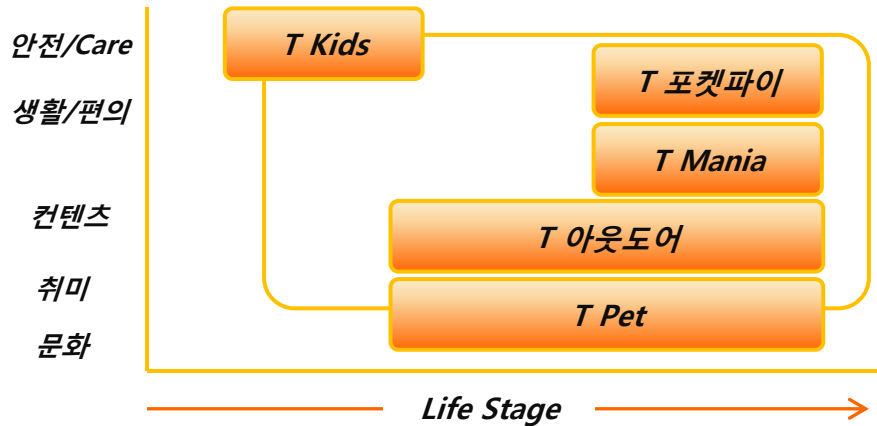 안전/Care
T Kids
T 포켓파이
생활/편의
T Mania
컨텐츠
T 아웃도어
취미
T Pet
문화
Life Stage